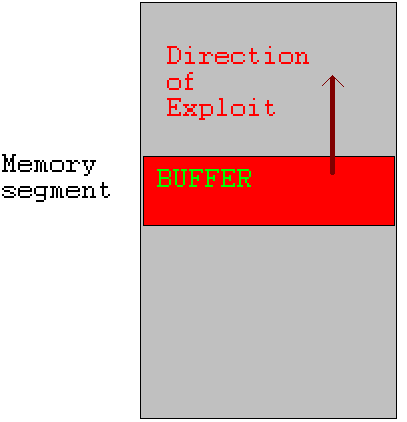 Direction
of
Exploit
Memory
segment
BUFFER